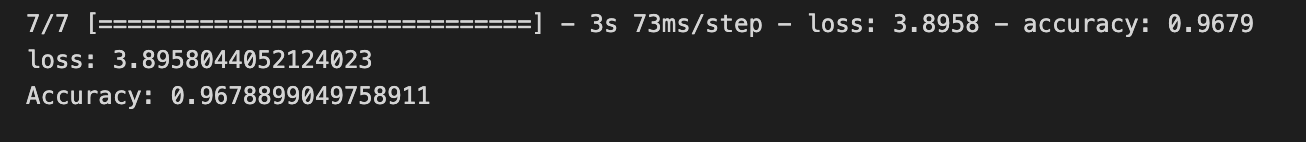 7/7 [==============================] - 3s 73ms/step - loss: 3.8958 - accuracy: 0.9679
loss: 3.8958044052124023
Accuracy: 0.9678899049758911